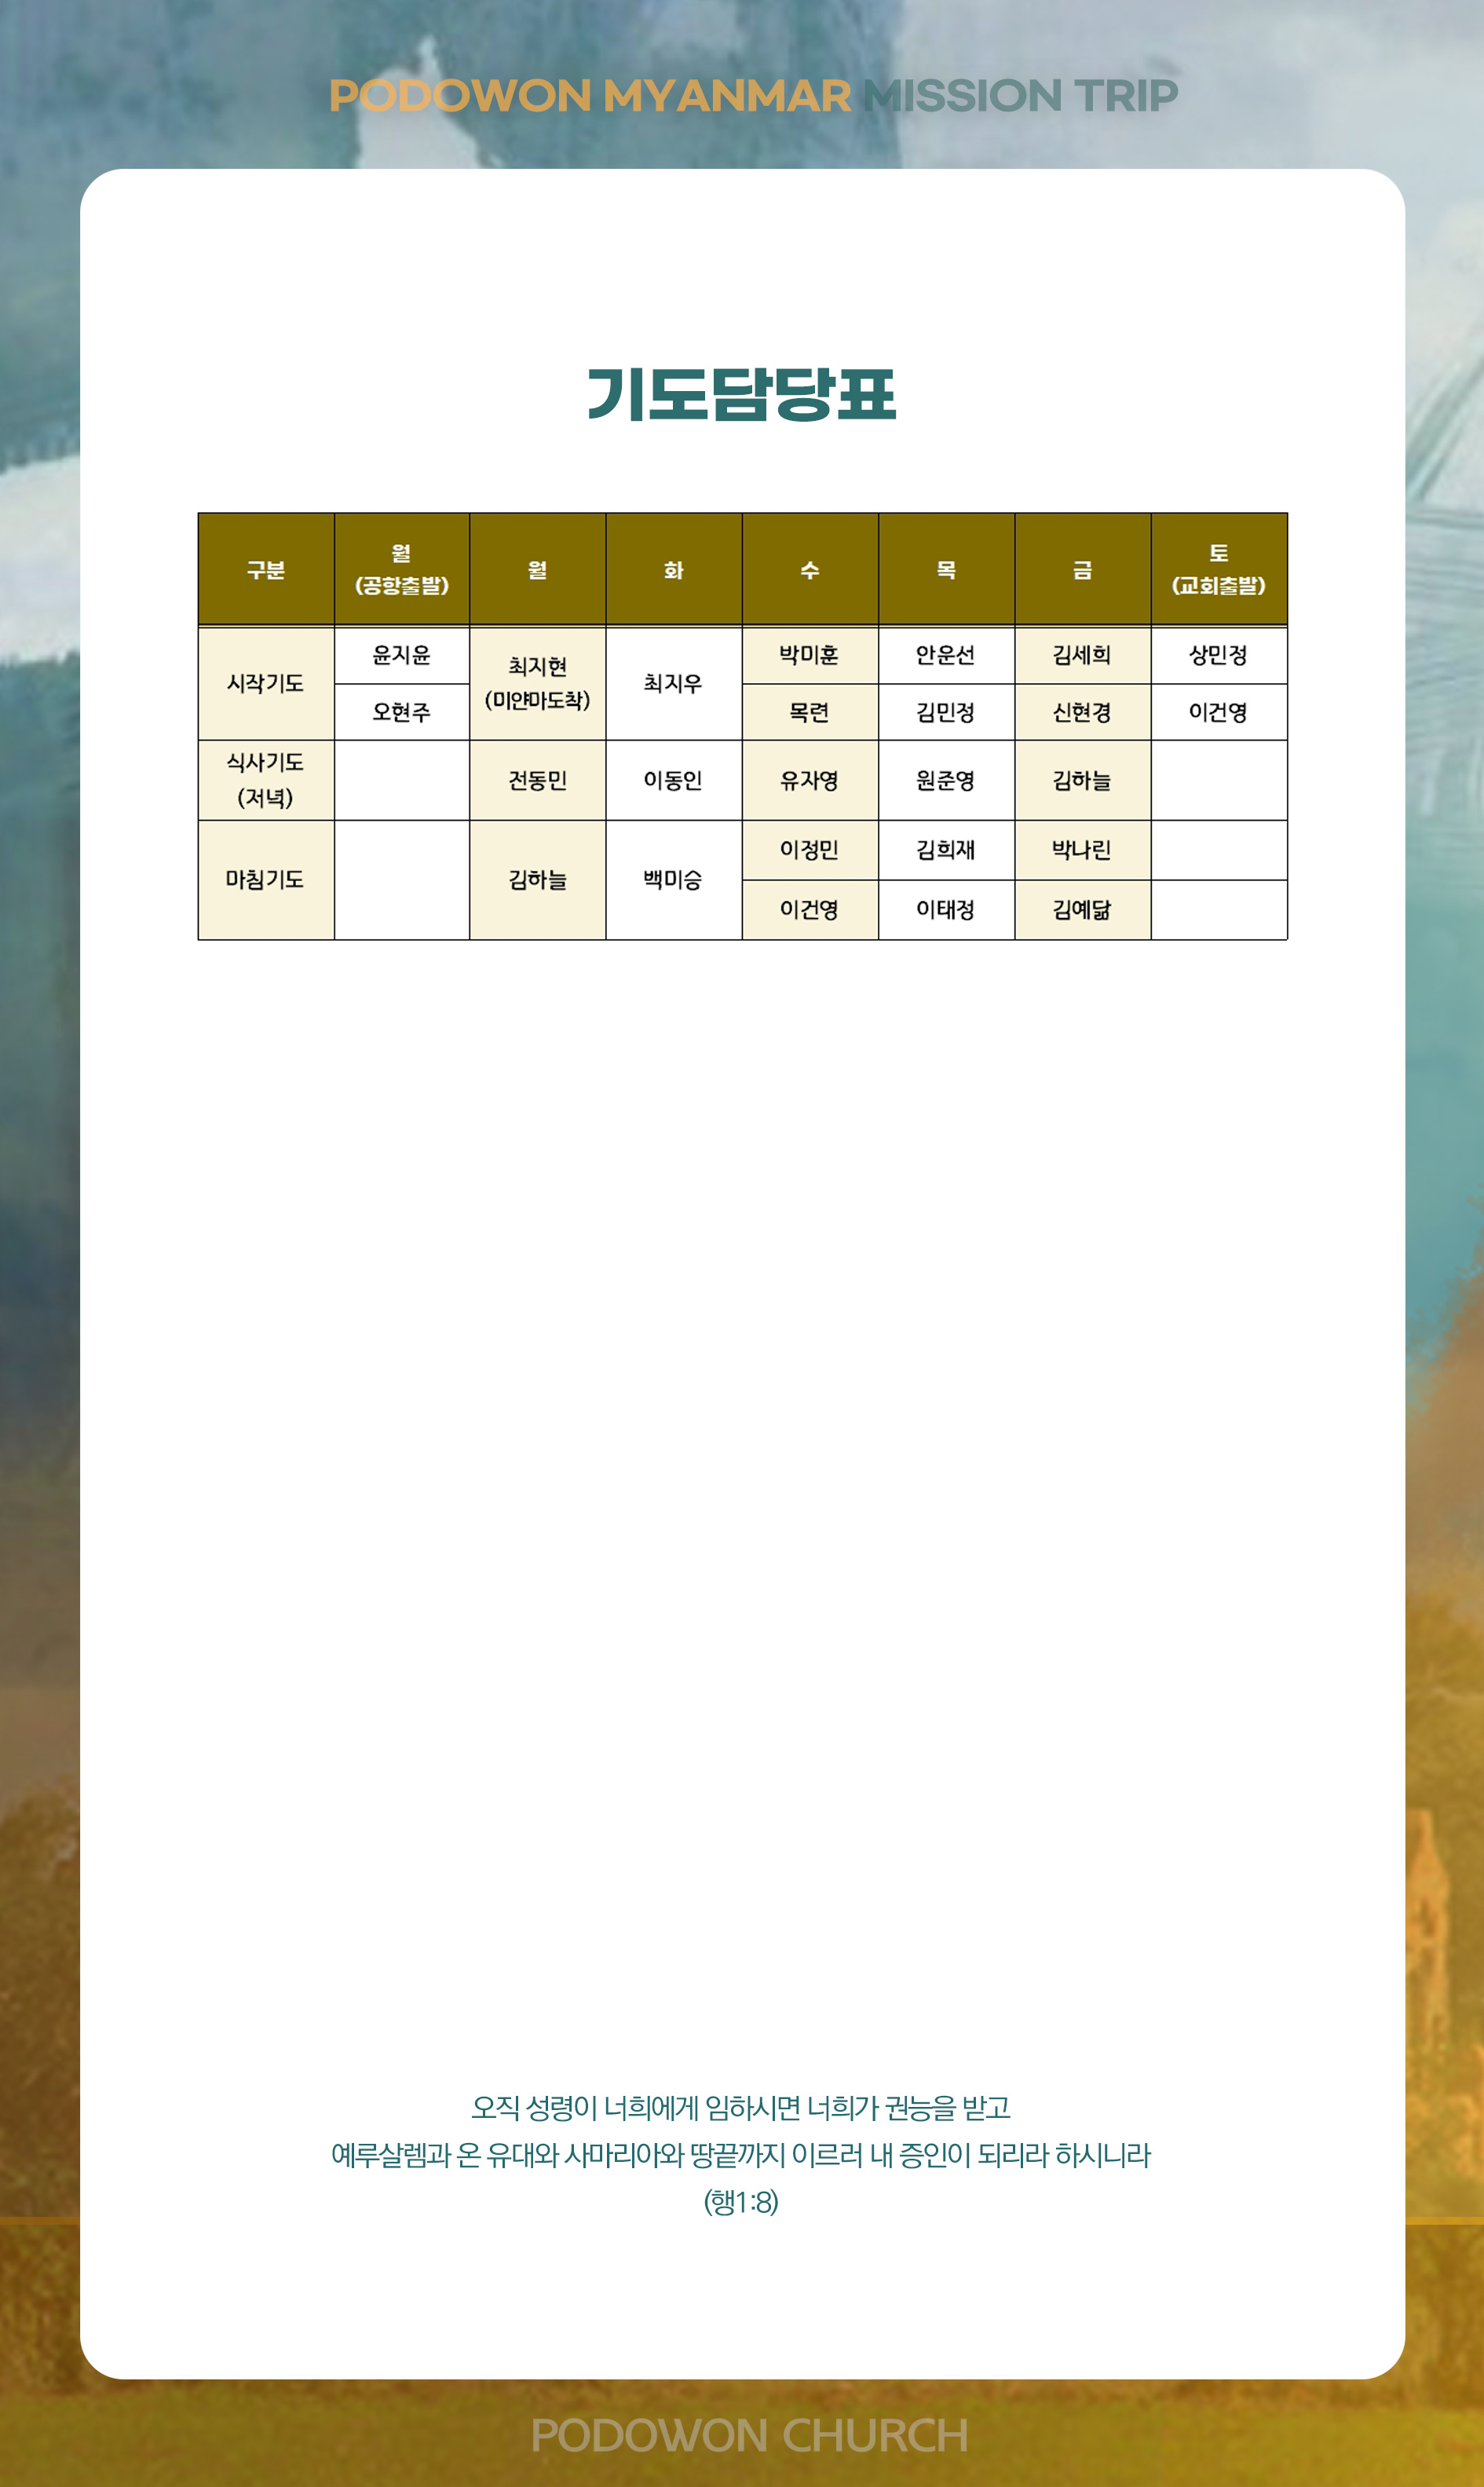 PODOWON MYANMAR MISSION TRIP
기도담당표
구분 월 (공항출발) 월 화 수 목 금 토 (교회출발)
시작기도 윤지윤 최지현 (미얀마도착) 최지우 박미훈 안운선 김세희 상민정
오현주 목련 김민정 신현경 이건영
식사기도 (저녁) 전동민 이동인 유자영 원준영 김하늘
마침기도 김하늘 백미승 이정민 김희재 박나린
이건영 이태정 김예닮
오직 성령이 너희에게 임하시면 너희가 권능을 받고
예루살렘과 온 유대와 사마리아와 땅끝까지 이르러 내 증인이 되리라 하시니라
(행1:8)
PODOWON CHURCH